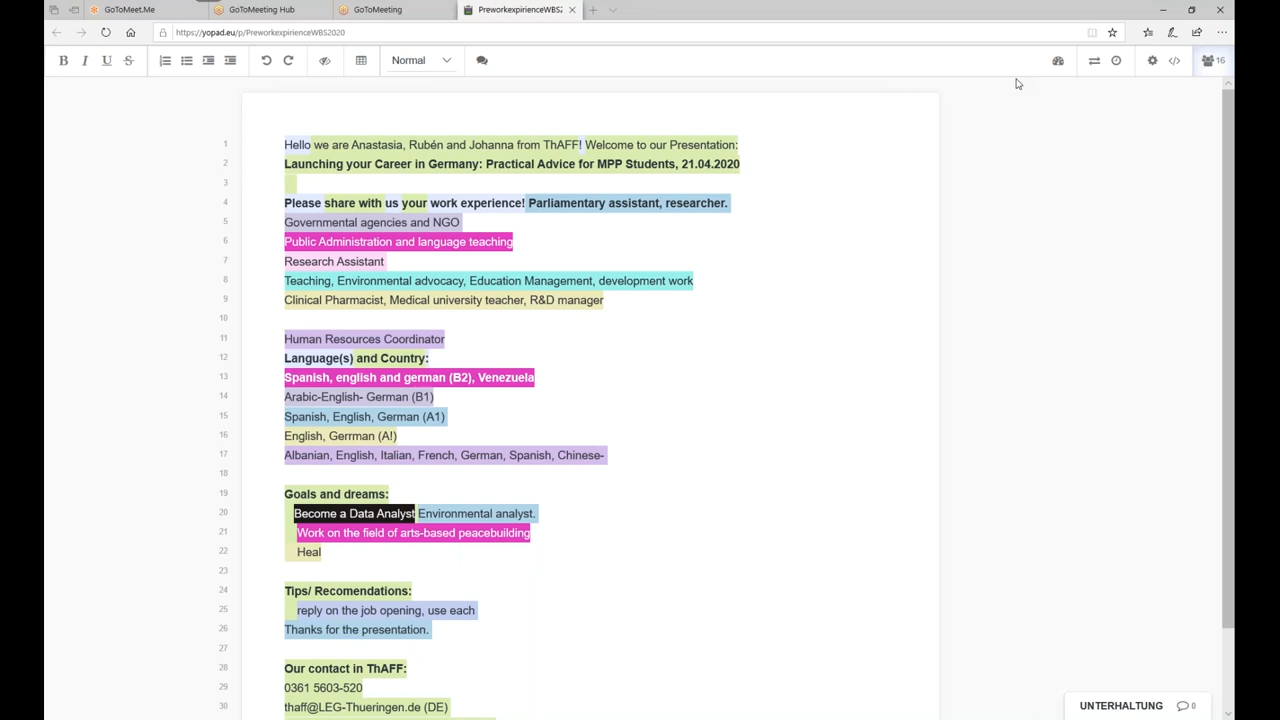 GoToMeet.Me
GoToMeeting Hub
GoToMeeting
PreworkexpirienceWBS2
https://yopad.eu/p/PreworkexpirienceWBS2020
B I U S
Normal
16
1 Hello we are Anastasia, Rubén and Johanna from ThAFF! Welcome to our Presentation:
2 Launching your Career in Germany: Practical Advice for MPP Students, 21.04.2020
3
4 Please share with us your work experience! Parliamentary assistant, researcher.
5 Governmental agencies and NGO
6 Public Administration and language teaching
7 Research Assistant
8 Teaching, Environmental advocacy, Education Management, development work
9 Clinical Pharmacist, Medical university teacher, R&D manager
10
11 Human Resources Coordinator
12 Language(s) and Country:
13 Spanish, english and german (B2), Venezuela
14 Arabic-English- German (B1)
15 Spanish, English, German (A1)
16 English, Gerrman (A!)
17 Albanian, English, Italian, French, German, Spanish, Chinese-
18
19 Goals and dreams:
20 Become a Data Analyst Environmental analyst.
21 Work on the field of arts-based peacebuilding
22 Heal
23
24 Tips/ Recomendations:
25 reply on the job opening, use each
26 Thanks for the presentation.
27
28 Our contact in ThAFF:
29 0361 5603-520
30 thaff@LEG-Thueringen.de (DE)
UNTERHALTUNG 0